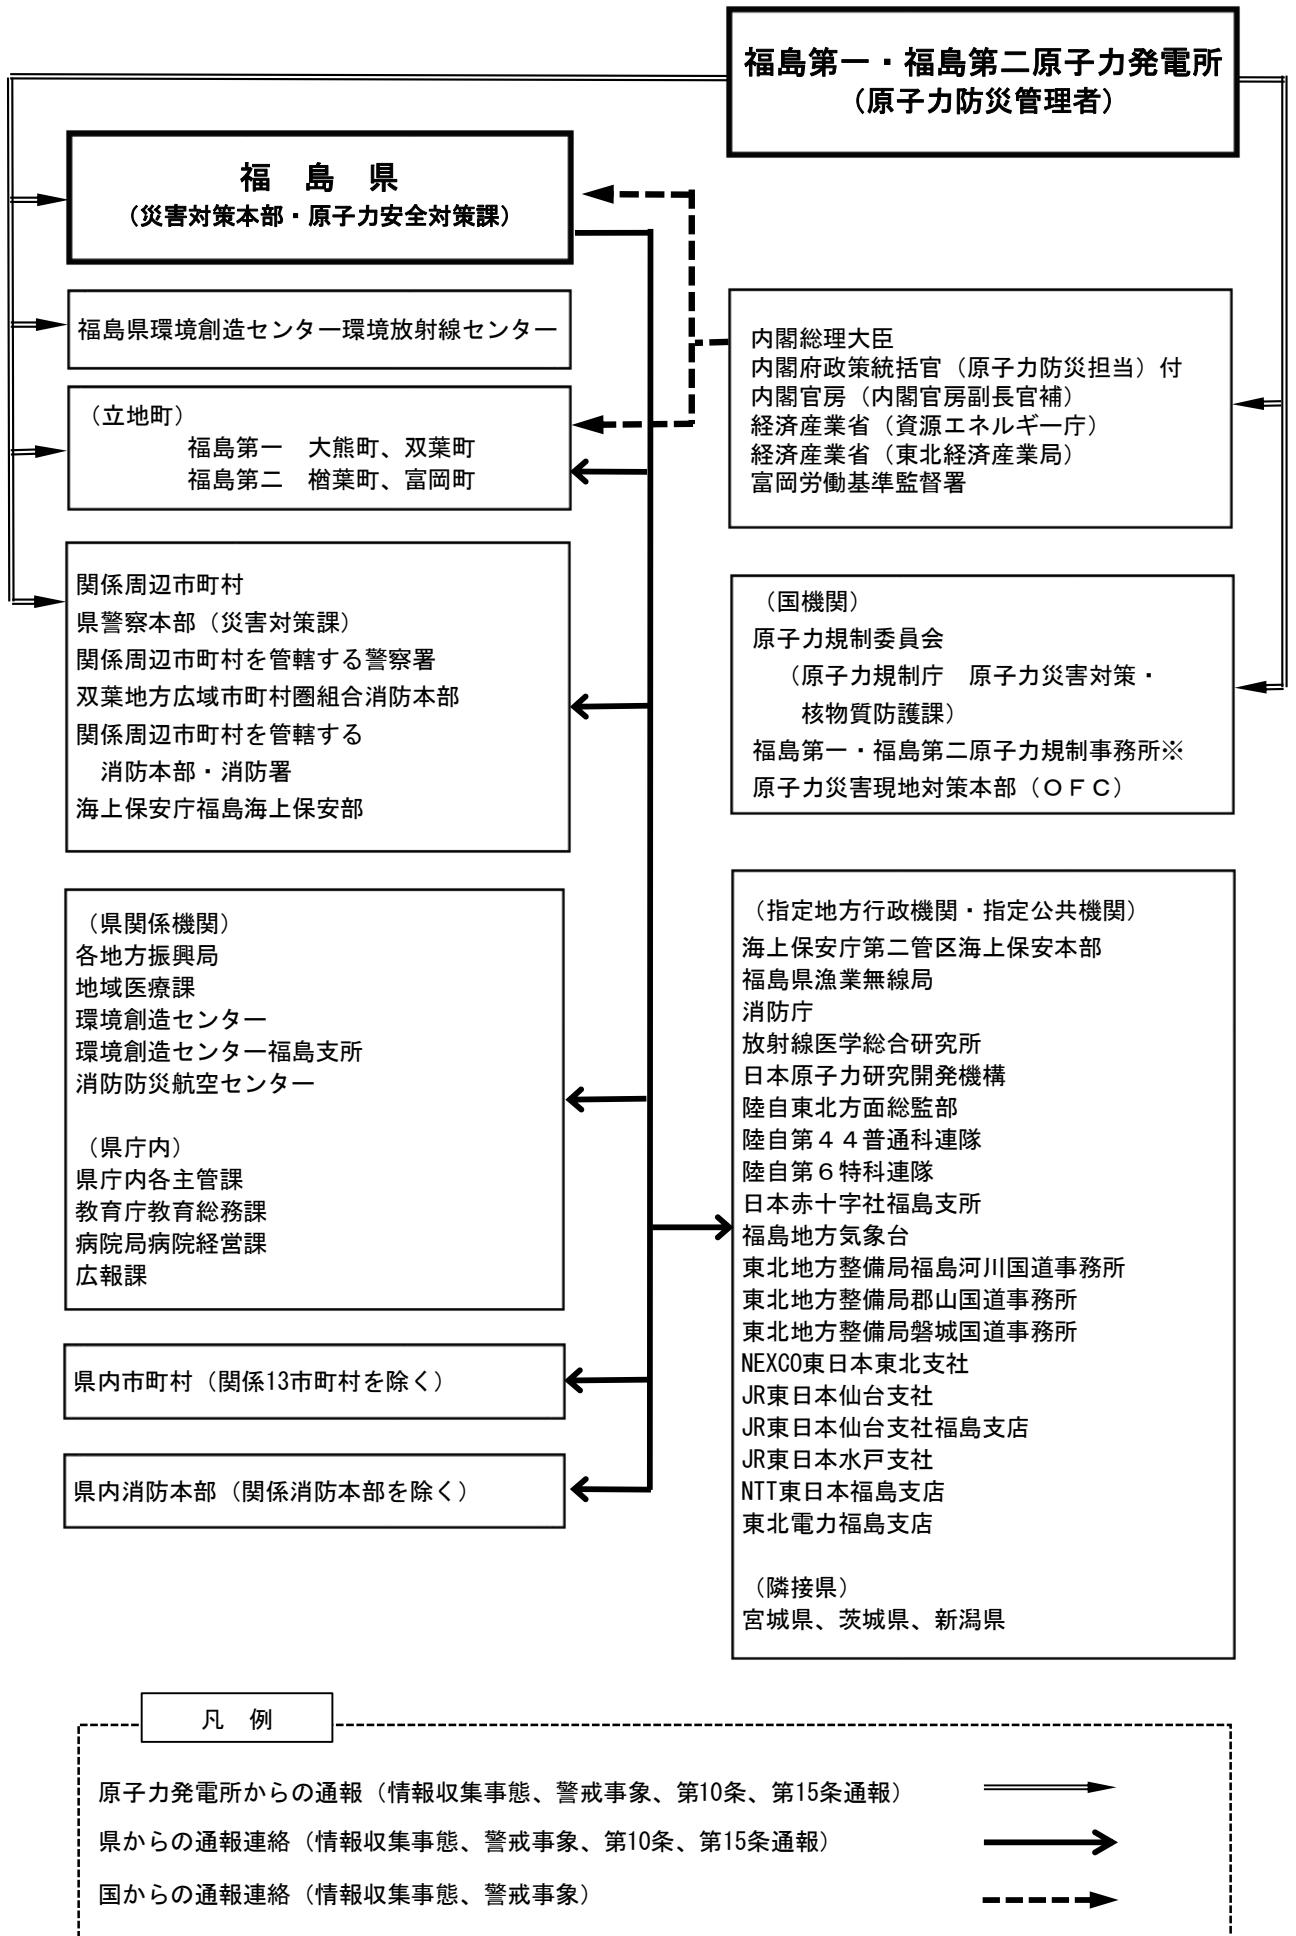 福島第一・福島第二原子力発電所
（原子力防災管理者）
福　島　県
（災害対策本部・原子力安全対策課）
福島県環境創造センター環境放射線センター
（立地町）
福島第一　大熊町、双葉町
福島第二　楢葉町、富岡町
内閣総理大臣
内閣府政策統括官（原子力防災担当）付
内閣官房（内閣官房副長官補）
経済産業省（資源エネルギー庁）
経済産業省（東北経済産業局）
富岡労働基準監督署
関係周辺市町村
県警察本部（災害対策課）
関係周辺市町村を管轄する警察署
双葉地方広域市町村圏組合消防本部
関係周辺市町村を管轄する
消防本部・消防署
海上保安庁福島海上保安部
（国機関）
原子力規制委員会
（原子力規制庁　原子力災害対策・
核物質防護課）
福島第一・福島第二原子力規制事務所※
原子力災害現地対策本部（ＯＦＣ）
（県関係機関）
各地方振興局
地域医療課
環境創造センター
環境創造センター福島支所
消防防災航空センター
（県庁内）
県庁内各主管課
教育庁教育総務課
病院局病院経営課
広報課
県内市町村（関係13市町村を除く）
県内消防本部（関係消防本部を除く）
（指定地方行政機関・指定公共機関）
海上保安庁第二管区海上保安本部
福島県漁業無線局
消防庁
放射線医学総合研究所
日本原子力研究開発機構
陸自東北方面総監部
陸自第４４普通科連隊
陸自第６特科連隊
日本赤十字社福島支所
福島地方気象台
東北地方整備局福島河川国道事務所
東北地方整備局郡山国道事務所
東北地方整備局磐城国道事務所
NEXCO東日本東北支社
JR東日本仙台支社
JR東日本仙台支社福島支店
JR東日本水戸支社
NTT東日本福島支店
東北電力福島支店
（隣接県）
宮城県、茨城県、新潟県
凡　例
原子力発電所からの通報（情報収集事態、警戒事象、第10条、第15条通報）
県からの通報連絡（情報収集事態、警戒事象、第10条、第15条通報）
国からの通報連絡（情報収集事態、警戒事象）